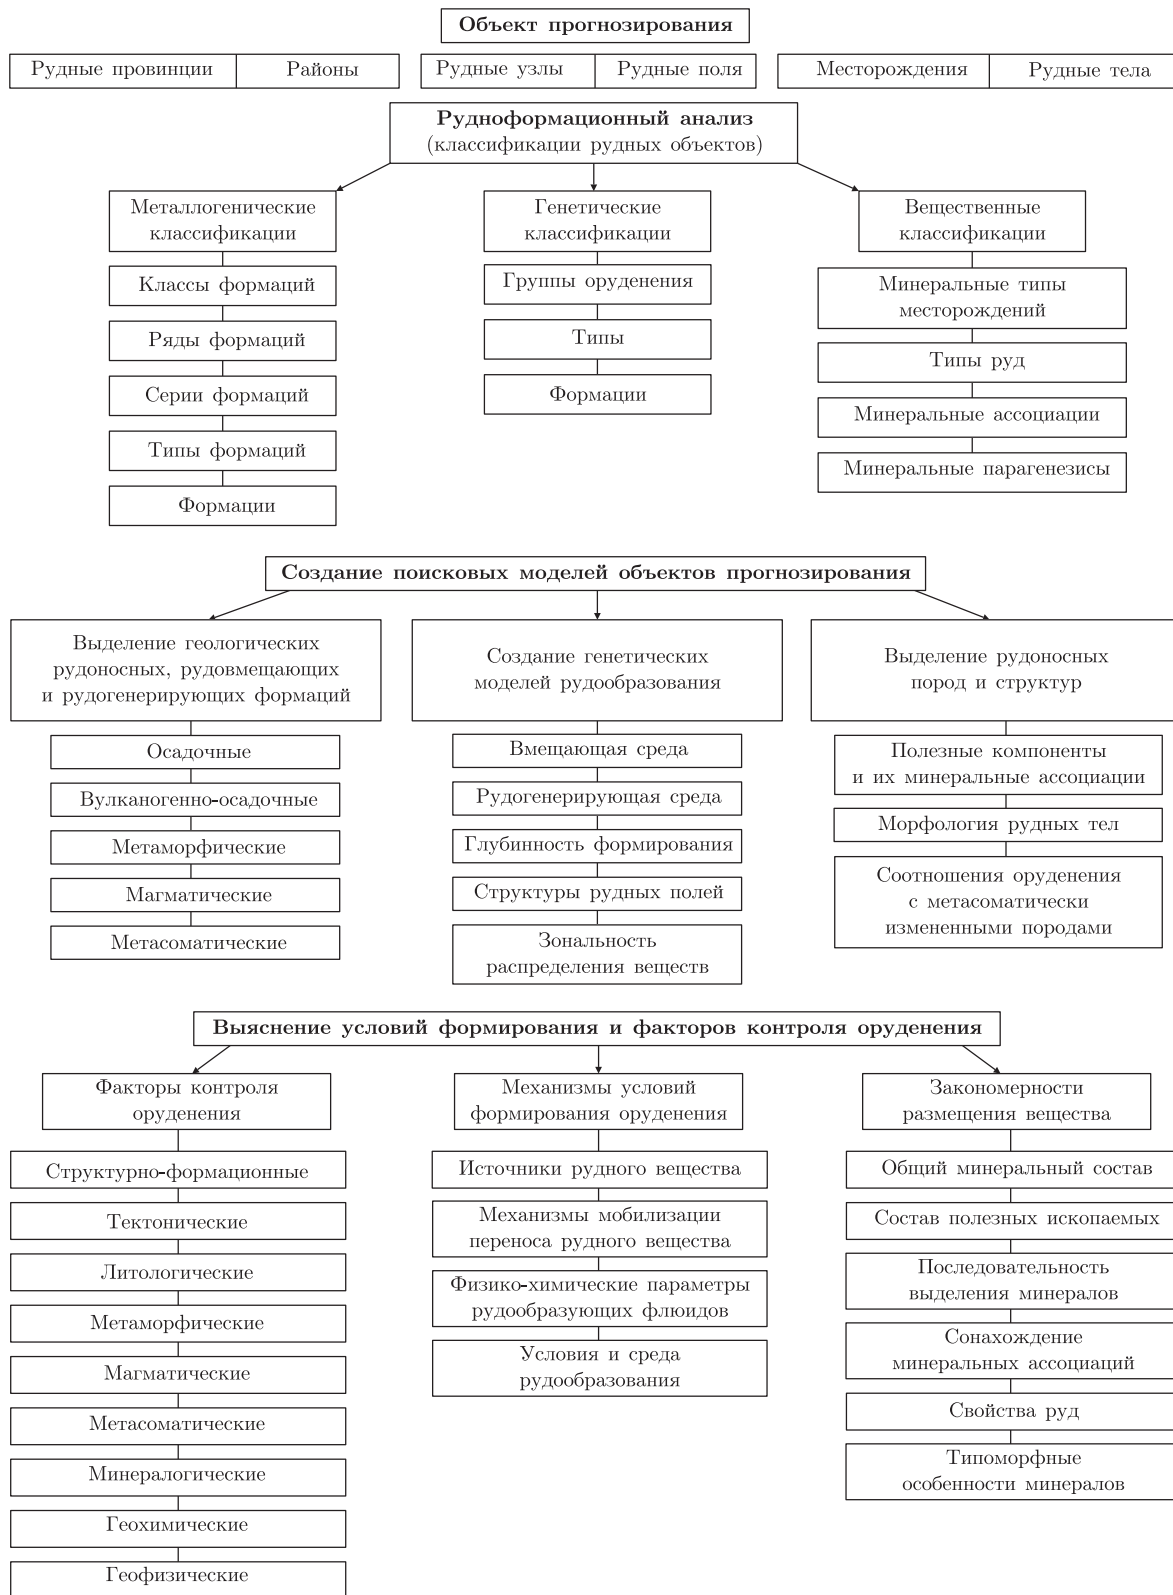 Объект прогнозирования
Рудные провинции
Районы
Рудные узлы
Рудные поля
Месторождения
Рудные тела
Рудноформационный анализ
(классификации рудных объектов)
Металлогенические
классификации
Классы формаций
Ряды формаций
Серии формаций
Типы формаций
Формации
Генетические
классификации
Группы оруденения
Типы
Формации
Вещественные
классификации
Минеральные типы
месторождений
Типы руд
Минеральные ассоциации
Минеральные парагенезисы
Создание поисковых моделей объектов прогнозирования
Выделение геологических
рудоносных, рудовмещающих
и рудогенерирующих формаций
Осадочные
Вулканогенно-осадочные
Метаморфические
Магматические
Метасоматические
Создание генетических
моделей рудообразования
Вмещающая среда
Рудогенерирующая среда
Глубинность формирования
Структуры рудных полей
Зональность
распределения веществ
Выделение рудоносных
пород и структур
Полезные компоненты
и их минеральные ассоциации
Морфология рудных тел
Соотношения оруденения
с метасоматически
измененными породами
Выяснение условий формирования и факторов контроля оруденения
Факторы контроля
оруденения
Структурно-формационные
Тектонические
Литологические
Метаморфические
Магматические
Метасоматические
Минералогические
Геохимические
Геофизические
Механизмы условий
формирования оруденения
Источники рудного вещества
Механизмы мобилизации
переноса рудного вещества
Физико-химические параметры
рудообразующих флюидов
Условия и среда
рудообразования
Закономерности
размещения вещества
Общий минеральный состав
Состав полезных ископаемых
Последовательность
выделения минералов
Сонахождение
минеральных ассоциаций
Свойства руд
Типоморфные
особенности минералов